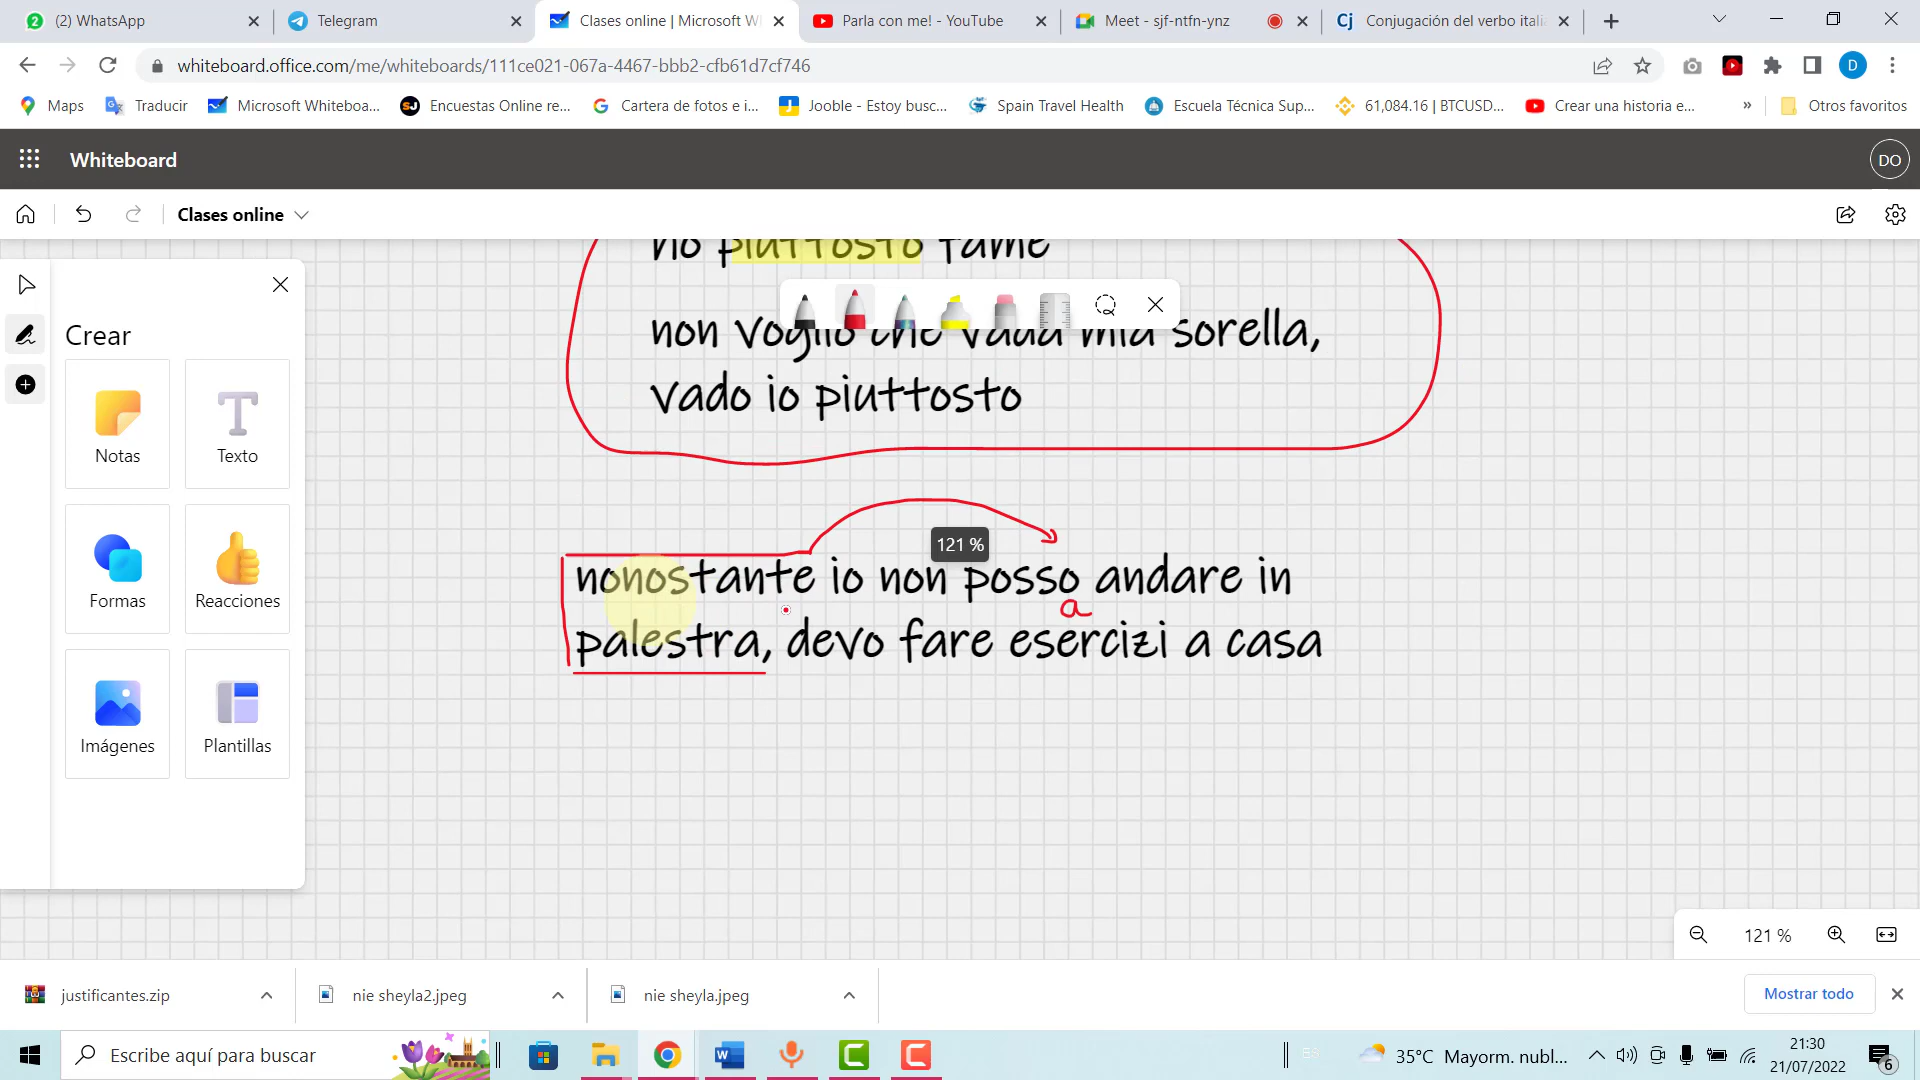 (2) WhatsApp
Telegram
Clases online | Microsoft W
Parla con me! - YouTube
Meet - sjf-ntfn-ynz
Cj Conjugación del verbo itali
whiteboard.office.com/me/whiteboards/111ce021-067a-4467-bbb2-cfb61d7cf746
D
Maps
Traducir
Microsoft Whiteboa...
Encuestas Online re...
Cartera de fotos e i...
Jooble - Estoy busc...
Spain Travel Health
Escuela Técnica Sup...
61,084.16 | BTCUSD...
Crear una historia e...
»
Otros favoritos
Whiteboard
DO
Clases online
ho piuttosto fame
non voglio che vada mia sorella,
vado io piuttosto
Crear
Notas
Texto
Formas
Reacciones
Imágenes
Plantillas
121 %
nonostante io non posso andare in
a
palestra, devo fare esercizi a casa
121 %
justificantes.zip
nie sheyla2.jpeg
nie sheyla.jpeg
Mostrar todo
Escribe aquí para buscar
35°C Mayorm. nubl...
21:30
21/07/2022
6